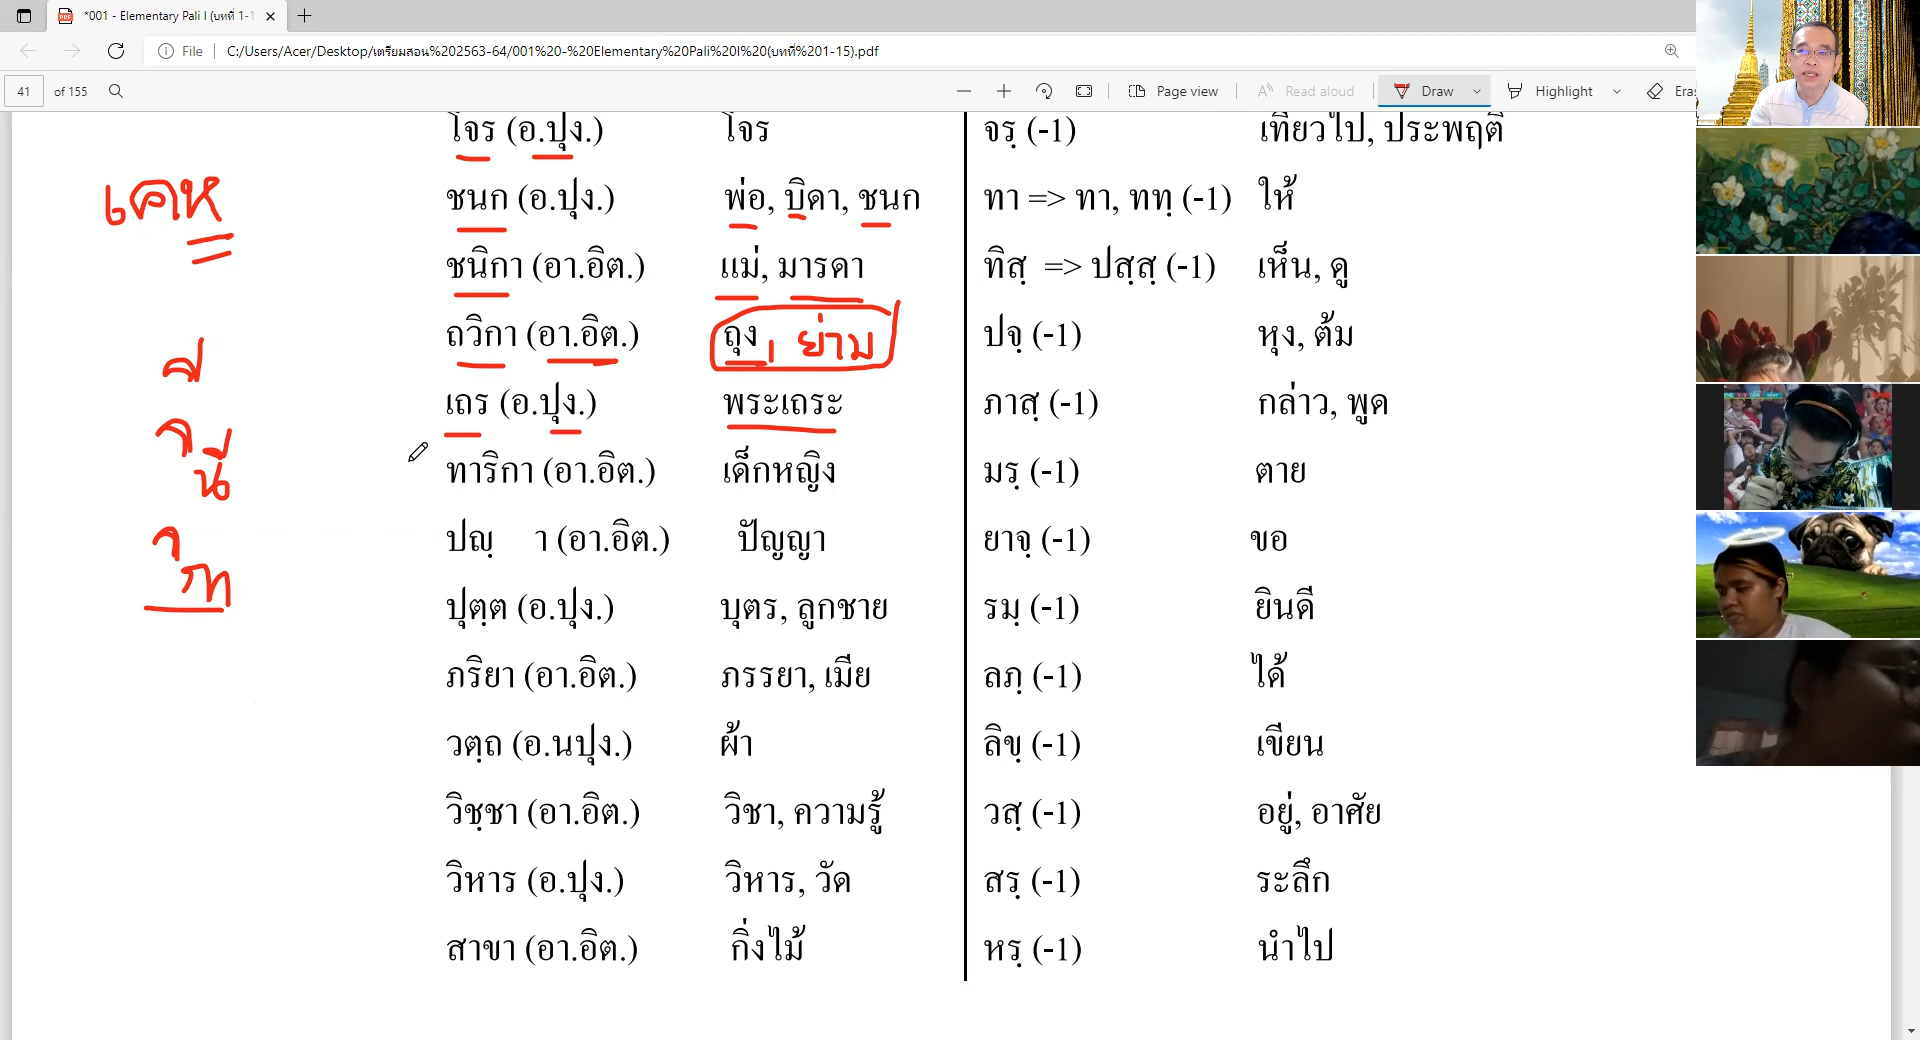 *001 - Elementary Pali I (บทที่ 1-1
File C:/Users/Acer/Desktop/เตรียมสอน%202563-64/001%20-%20Elementary%20Pali%20I%20(บทที่%201-15).pdf
41 of 155 Page view Read aloud Draw Highlight Eras
โจร (อ.ปุง.) โจร จรฺ (-1) เที่ยวไป, ประพฤติ
เคห
ชนก (อ.ปุง.) พ่อ, บิดา, ชนก ทา => ทา, ททฺ (-1) ให้
ชนิกา (อา.อิต.) แม่, มารดา ทิสฺ => ปสฺสฺ (-1) เห็น, ดู
ถวิกา (อา.อิต.) ถุง, ย่าม ปจฺ (-1) หุง, ต้ม
เถร (อ.ปุง.) พระเถระ ภาสฺ (-1) กล่าว, พูด
ทาริกา (อา.อิต.) เด็กหญิง มรฺ (-1) ตาย
ปญฺ า (อา.อิต.) ปัญญา ยาจฺ (-1) ขอ
ปุตฺต (อ.ปุง.) บุตร, ลูกชาย รมฺ (-1) ยินดี
ภริยา (อา.อิต.) ภรรยา, เมีย ลภฺ (-1) ได้
วตฺถ (อ.นปุง.) ผ้า ลิขฺ (-1) เขียน
วิชฺชา (อา.อิต.) วิชา, ความรู้ วสฺ (-1) อยู่, อาศัย
วิหาร (อ.ปุง.) วิหาร, วัด สรฺ (-1) ระลึก
สาขา (อา.อิต.) กิ่งไม้ หรฺ (-1) นำไป